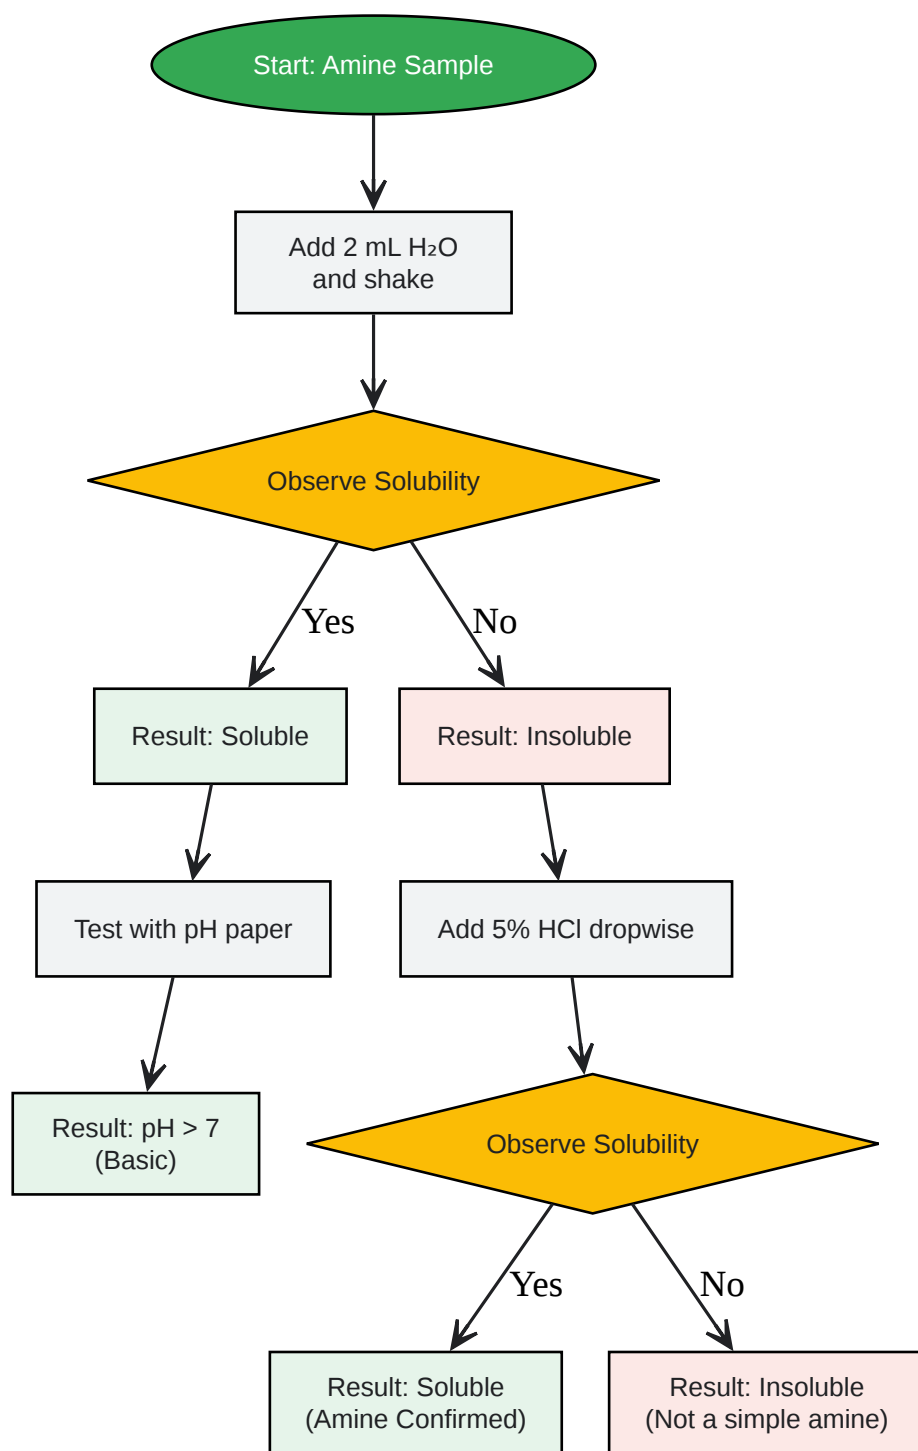 Start: Amine Sample
Add 2 mL H₂O
and shake
Observe Solubility
Yes
No
Result: Soluble
Result: Insoluble
Test with pH paper
Add 5% HCl dropwise
Result: pH > 7
(Basic)
Observe Solubility
Yes
No
Result: Soluble
(Amine Confirmed)
Result: Insoluble
(Not a simple amine)